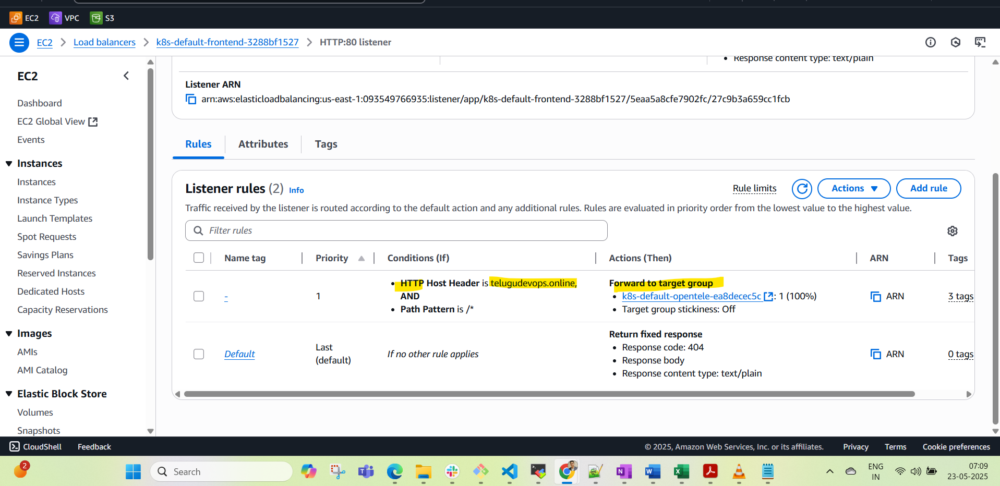 EC2 VPC S3
EC2 > Load balancers > k8s-default-frontend-3288bf1527 > HTTP:80 listener
Response content type: text/plain
Listener ARN
arn:aws:elasticloadbalancing:us-east-1:093549766935:listener/app/k8s-default-frontend-3288bf1527/5eaa5a8cfe7902fc/27c9b3a659cc1fcb
EC2
Dashboard
EC2 Global View
Events
Instances
Instances
Instance Types
Launch Templates
Spot Requests
Savings Plans
Reserved Instances
Dedicated Hosts
Capacity Reservations
Images
AMIs
AMI Catalog
Elastic Block Store
Volumes
Snapshots
Rules Attributes Tags
Listener rules (2) Info
Rule limits Actions Add rule
Traffic received by the listener is routed according to the default action and any additional rules. Rules are evaluated in priority order from the lowest value to the highest value.
Filter rules
Name tag Priority Conditions (If) Actions (Then) ARN Tags
-
1
HTTP Host Header is telugudevops.online,
AND
Path Pattern is /*
Forward to target group
k8s-default-opentele-ea8decec5c: 1 (100%)
Target group stickiness: Off
ARN
3 tags
Default
Last
(default)
If no other rule applies
Return fixed response
Response code: 404
Response body
Response content type: text/plain
ARN
0 tags
CloudShell Feedback © 2025, Amazon Web Services, Inc. or its affiliates. Privacy Terms Cookie preferences
2
Search
ENG
IN
07:09
23-05-2025